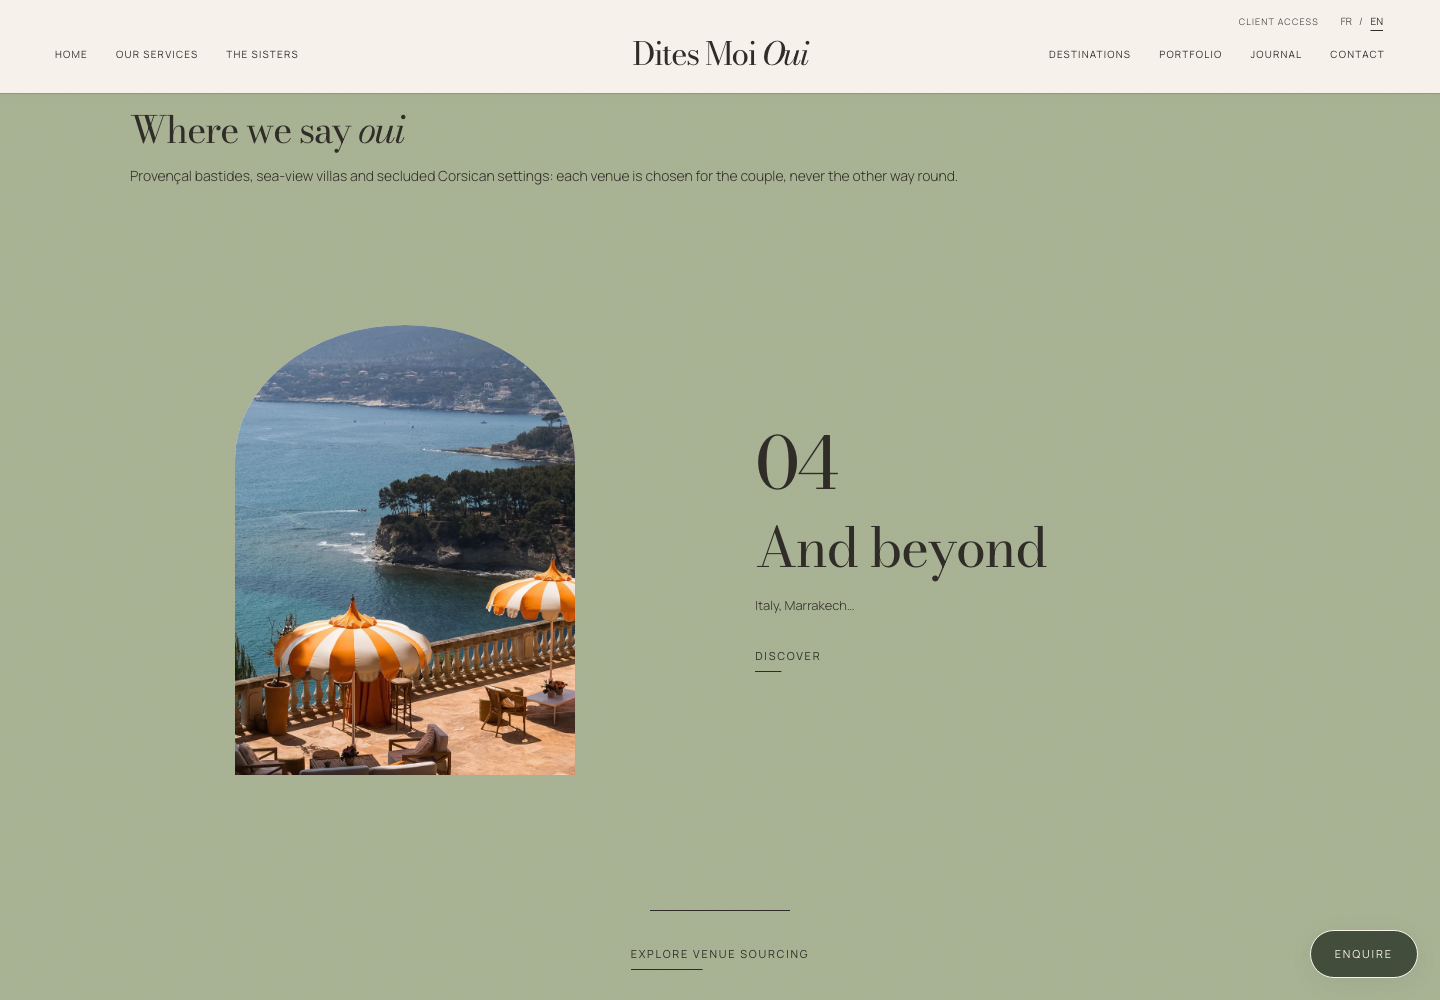 CLIENT ACCESS FR / EN
HOME OUR SERVICES THE SISTERS Dites Moi Oui DESTINATIONS PORTFOLIO JOURNAL CONTACT
Where we say oui
Provençal bastides, sea-view villas and secluded Corsican settings: each venue is chosen for the couple, never the other way round.
04
And beyond
Italy, Marrakech…
DISCOVER
EXPLORE VENUE SOURCING
ENQUIRE